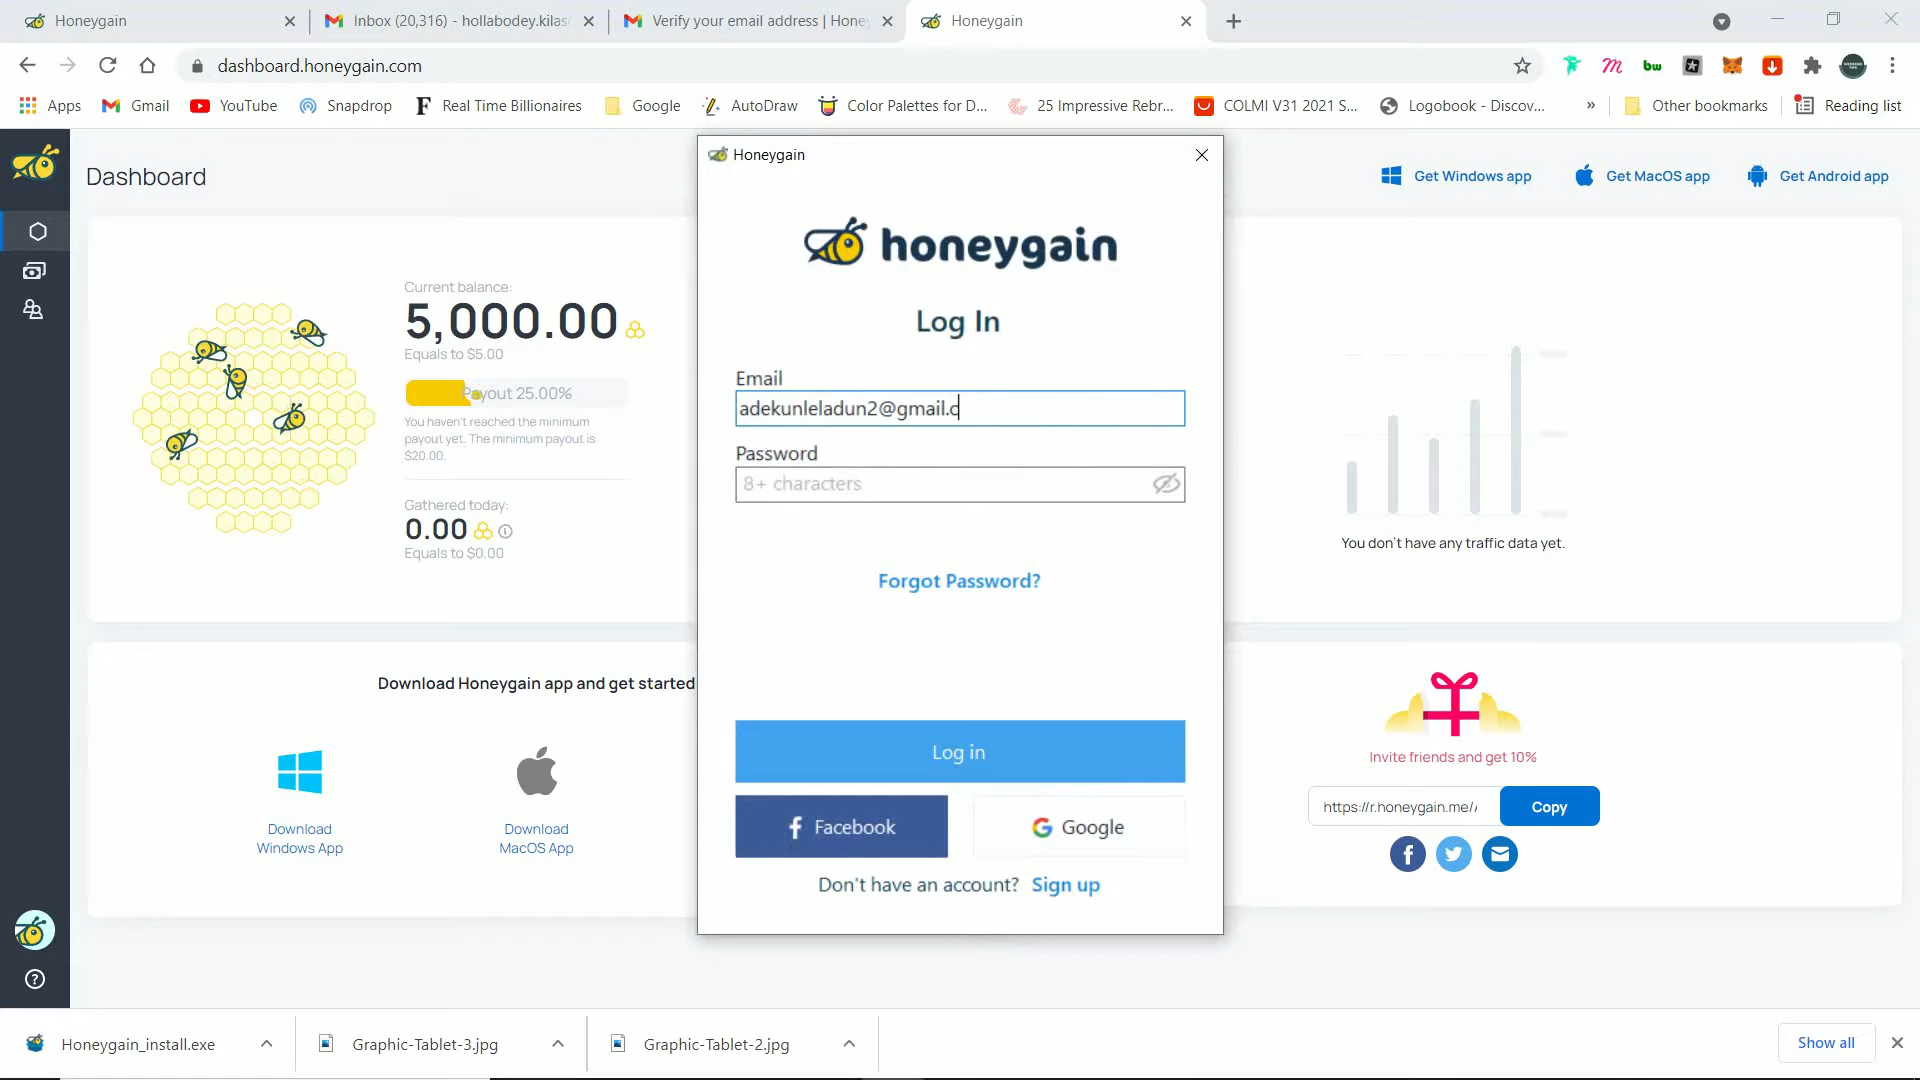 Honeygain
Inbox (20,316) - hollabodey.kilas
Verify your email address | Hone
Honeygain
dashboard.honeygain.com
Apps
Gmail
YouTube
Snapdrop
Real Time Billionaires
Google
AutoDraw
Color Palettes for D...
25 Impressive Rebr...
COLMI V31 2021 S...
Logobook - Discov...
»
Other bookmarks
Reading list
Dashboard
Get Windows app
Get MacOS app
Get Android app
Current balance:
5,000.00
Equals to $5.00
Payout 25.00%
You haven't reached the minimum
payout yet. The minimum payout is
$20.00.
Gathered today:
0.00
Equals to $0.00
Honeygain
honeygain
Log In
Email
adekunleladun2@gmail.c
Password
8+ characters
Forgot Password?
Log in
Facebook
Google
Don't have an account? Sign up
You don't have any traffic data yet.
Download Honeygain app and get started
Download
Windows App
Download
MacOS App
Invite friends and get 10%
https://r.honeygain.me/
Copy
Honeygain_install.exe
Graphic-Tablet-3.jpg
Graphic-Tablet-2.jpg
Show all